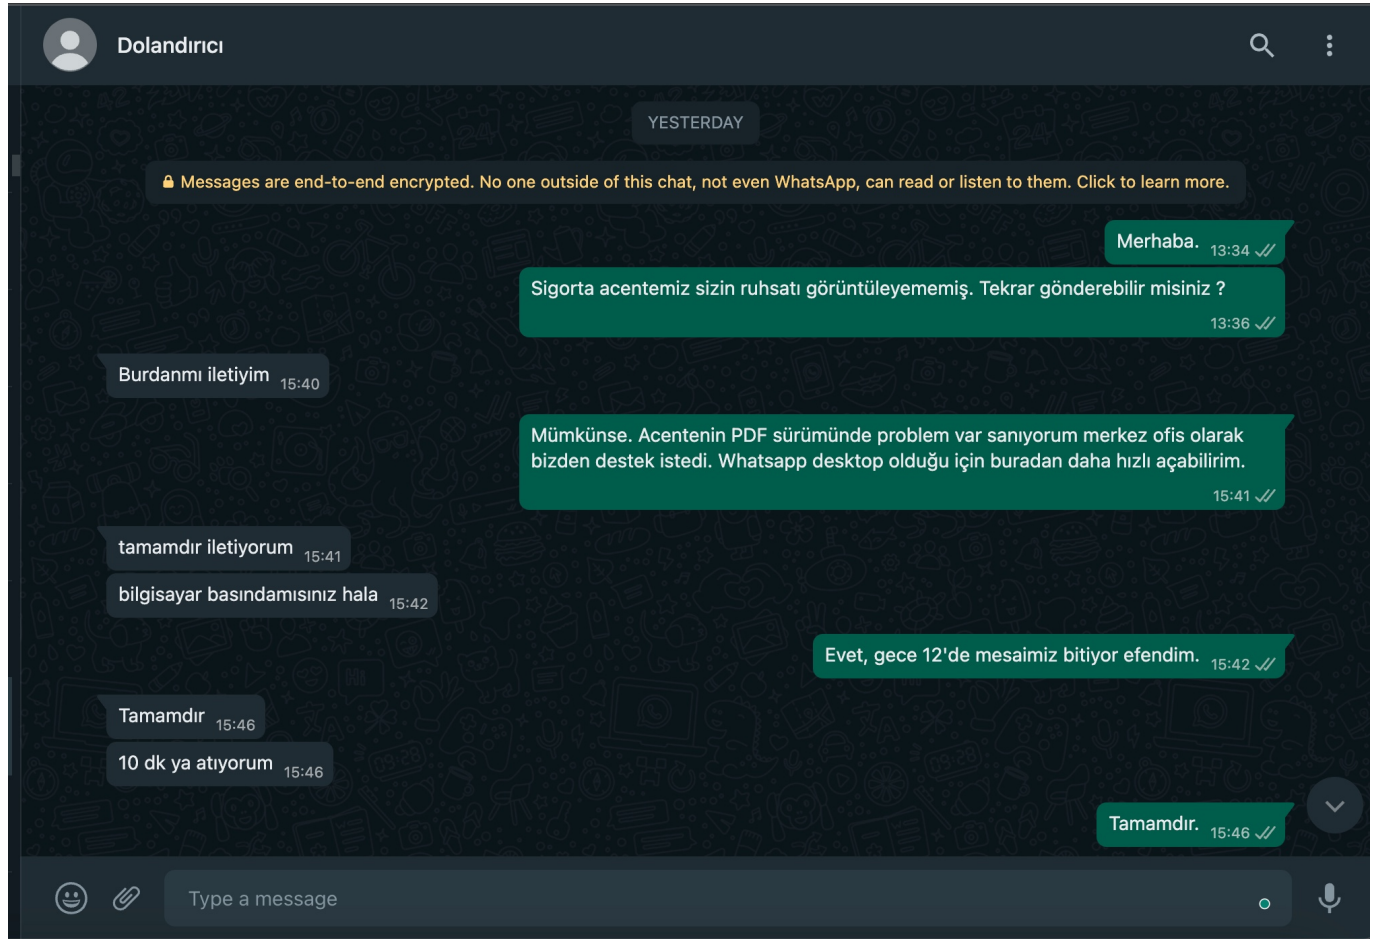 Dolandırıcı
YESTERDAY
Messages are end-to-end encrypted. No one outside of this chat, not even WhatsApp, can read or listen to them. Click to learn more.
Merhaba. 13:34
Sigorta acentemiz sizin ruhsatı görüntüleyememiş. Tekrar gönderebilir misiniz ?
13:36
Burdanmı iletiyim 15:40
Mümkünse. Acentenin PDF sürümünde problem var sanıyorum merkez ofis olarak
bizden destek istedi. Whatsapp desktop olduğu için buradan daha hızlı açabilirim.
15:41
tamamdır iletiyorum 15:41
bilgisayar basındamısınız hala 15:42
Evet, gece 12'de mesaimiz bitiyor efendim. 15:42
Tamamdır 15:46
10 dk ya atıyorum 15:46
Tamamdır. 15:46
Type a message